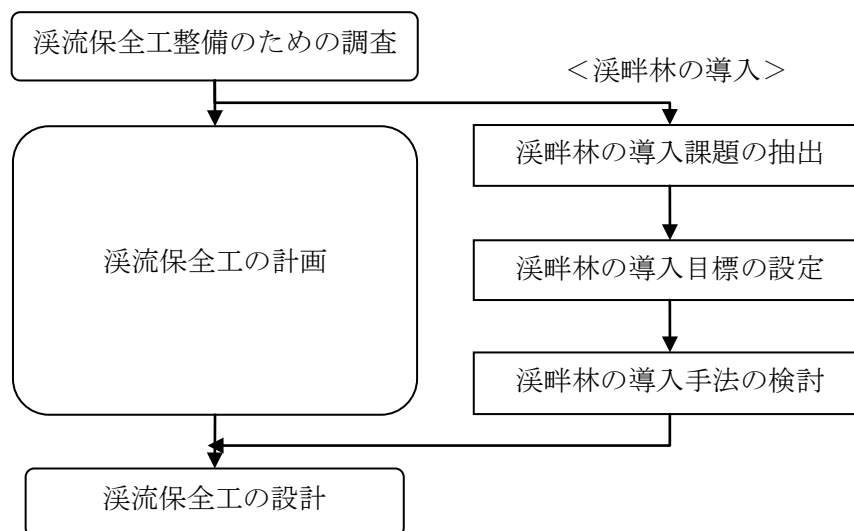 渓流保全工整備のための調査
＜渓畔林の導入＞
渓畔林の導入課題の抽出
渓流保全工の計画
渓畔林の導入目標の設定
渓畔林の導入手法の検討
渓流保全工の設計